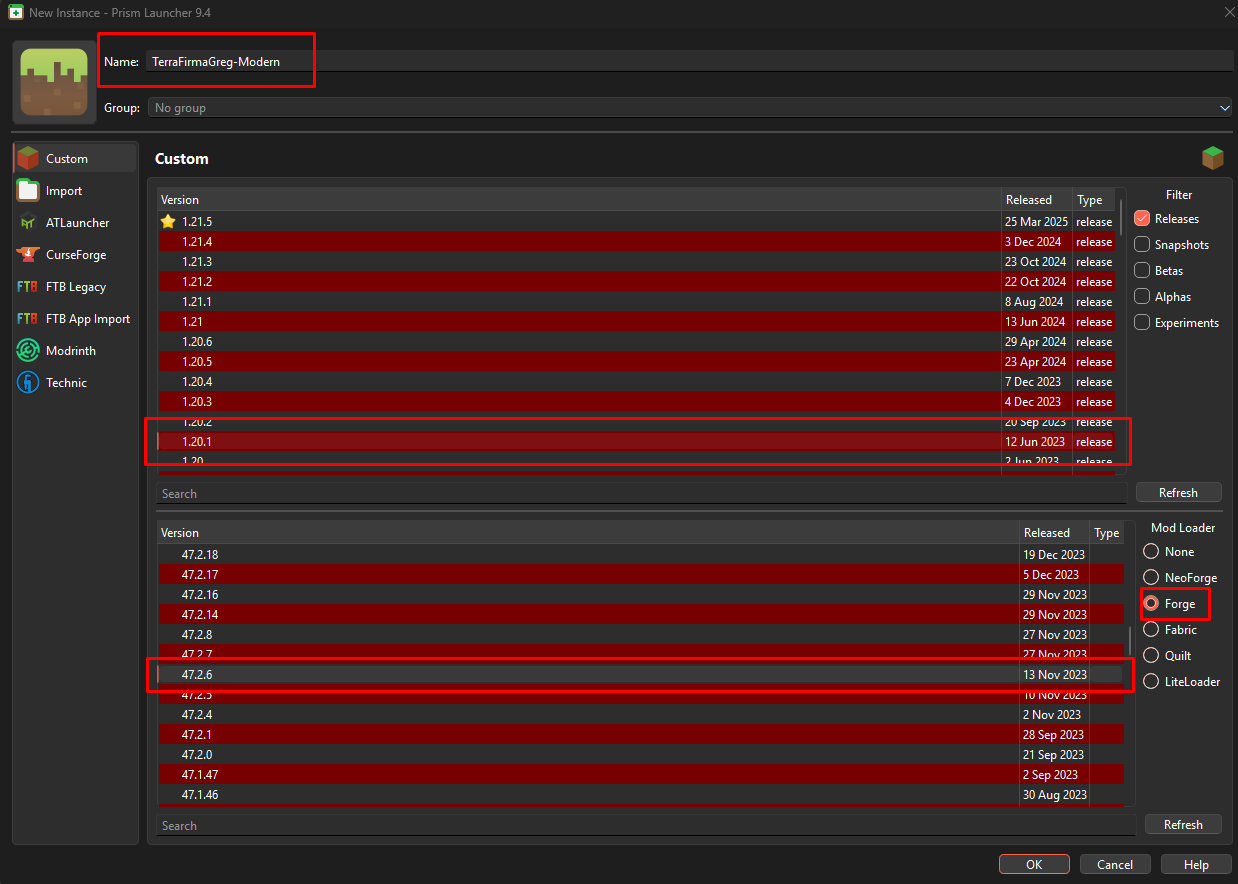 New Instance - Prism Launcher 9.4
Name: TerraFirmaGreg-Modern
Group: No group
Custom
Import
ATLauncher
CurseForge
FTB Legacy
FTB App Import
Modrinth
Technic
Custom
Version Released Type
1.21.5 25 Mar 2025 release
1.21.4 3 Dec 2024 release
1.21.3 23 Oct 2024 release
1.21.2 22 Oct 2024 release
1.21.1 8 Aug 2024 release
1.21 13 Jun 2024 release
1.20.6 29 Apr 2024 release
1.20.5 23 Apr 2024 release
1.20.4 7 Dec 2023 release
1.20.3 4 Dec 2023 release
1.20.2 20 Sep 2023 release
1.20.1 12 Jun 2023 release
1.20 2 Jun 2023 release
Filter
Releases
Snapshots
Betas
Alphas
Experiments
Search
Refresh
Version Released Type
47.2.18 19 Dec 2023
47.2.17 5 Dec 2023
47.2.16 29 Nov 2023
47.2.14 29 Nov 2023
47.2.8 27 Nov 2023
47.2.7 27 Nov 2023
47.2.6 13 Nov 2023
47.2.5 10 Nov 2023
47.2.4 2 Nov 2023
47.2.1 28 Sep 2023
47.2.0 21 Sep 2023
47.1.47 2 Sep 2023
47.1.46 30 Aug 2023
Mod Loader
None
NeoForge
Forge
Fabric
Quilt
LiteLoader
Search
Refresh
OK
Cancel
Help
FTB
FTB